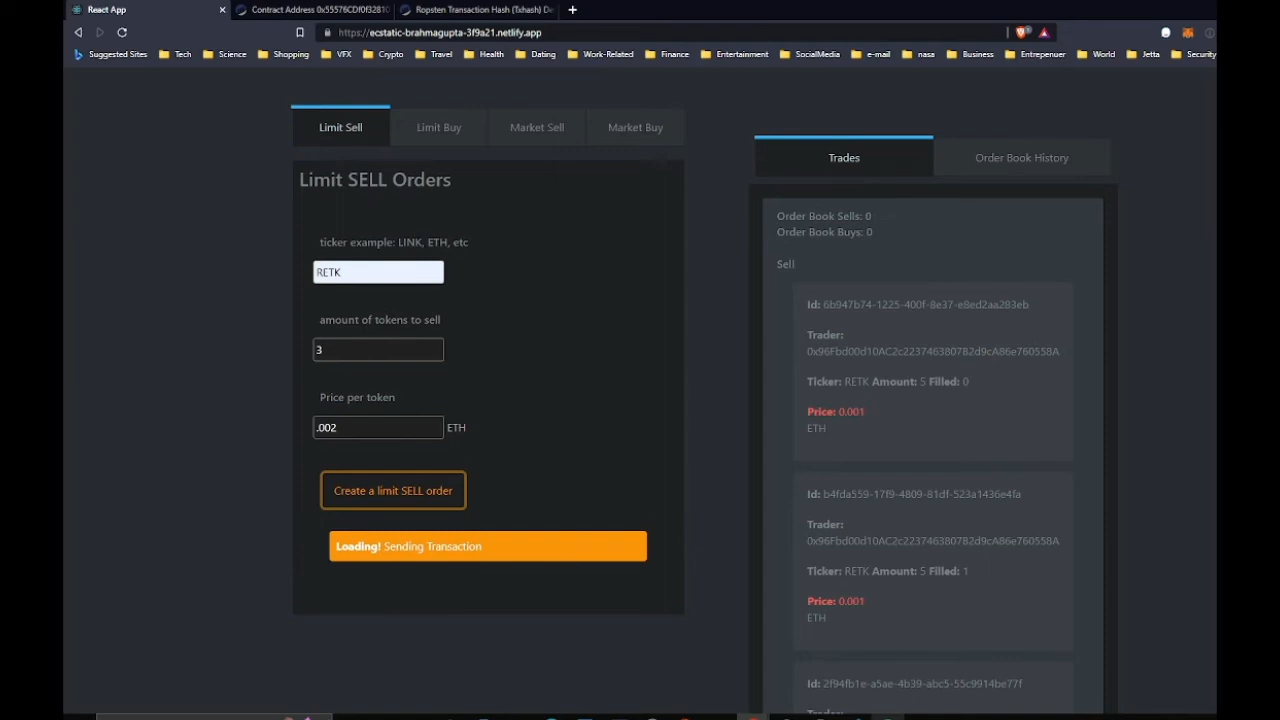 React App
Contract Address 0x55576CDf0f32810
Ropsten Transaction Hash (Txhash) De
https://ecstatic-brahmagupta-3f9a21.netlify.app
Suggested Sites Tech Science Shopping VFX Crypto Travel Health Dating Work-Related Finance Entertainment SocialMedia e-mail nasa Business Entrepenuer World Jetta Security
Limit Sell Limit Buy Market Sell Market Buy
Limit SELL Orders
ticker example: LINK, ETH, etc
RETK
amount of tokens to sell
3
Price per token
.002 ETH
Create a limit SELL order
Loading! Sending Transaction
Trades Order Book History
Order Book Sells: 0
Order Book Buys: 0
Sell
Id: 6b947b74-1225-400f-8e37-e8ed2aa283eb
Trader:
0x96Fbd00d10AC2c2237463807B2d9cA86e760558A
Ticker: RETK Amount: 5 Filled: 0
Price: 0.001
ETH
Id: b4fda559-17f9-4809-81df-523a1436e4fa
Trader:
0x96Fbd00d10AC2c2237463807B2d9cA86e760558A
Ticker: RETK Amount: 5 Filled: 1
Price: 0.001
ETH
Id: 2f94fb1e-a5ae-4b39-abc5-55c9914be77f
Trader: